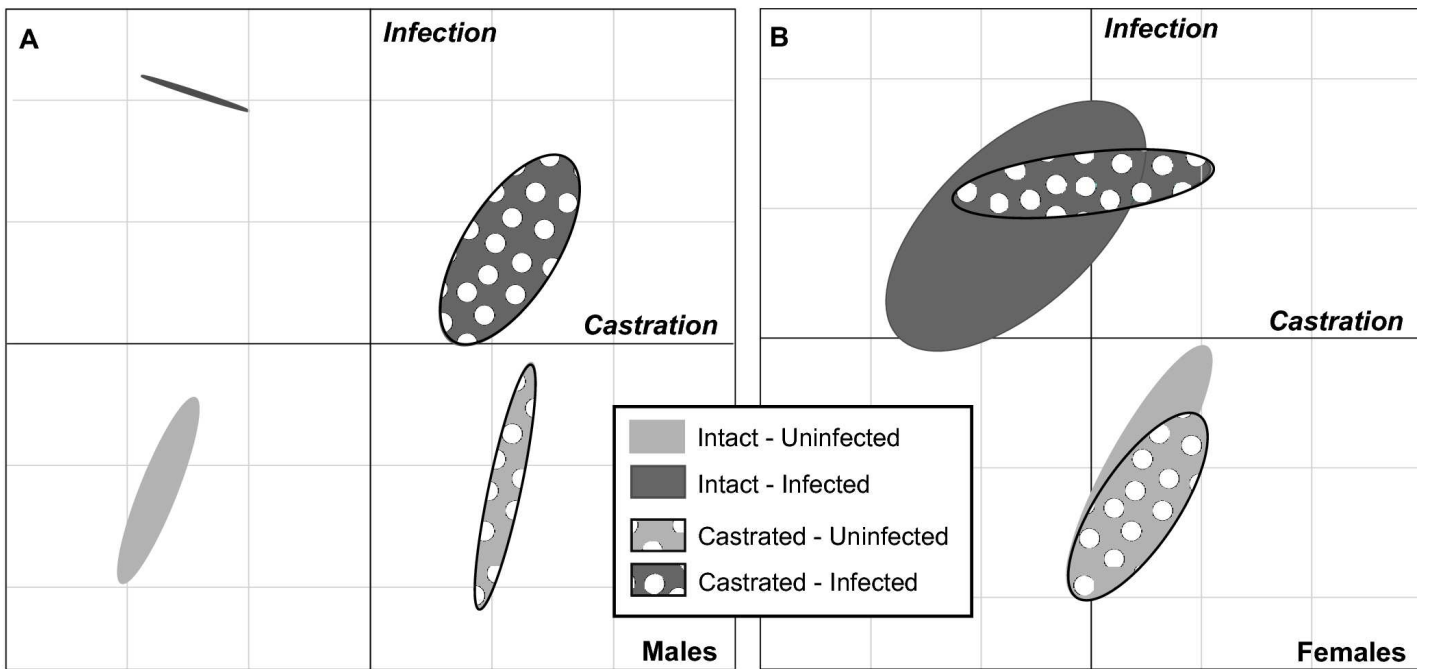 A
Infection
Castration
Males
B
Infection
Castration
Females
Intact - Uninfected
Intact - Infected
Castrated - Uninfected
Castrated - Infected